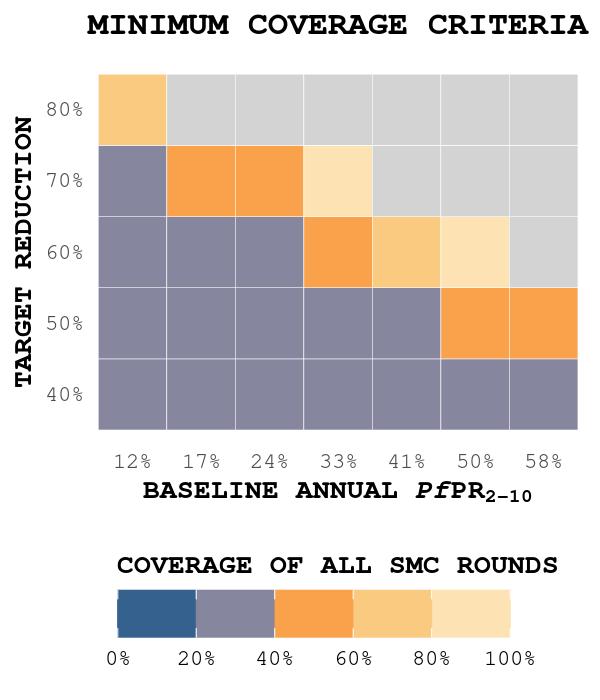 MINIMUM COVERAGE CRITERIA
TARGET REDUCTION
80%
70%
60%
50%
40%
12% 17% 24% 33% 41% 50% 58%
BASELINE ANNUAL PfPR2–10
COVERAGE OF ALL SMC ROUNDS
0% 20% 40% 60% 80% 100%